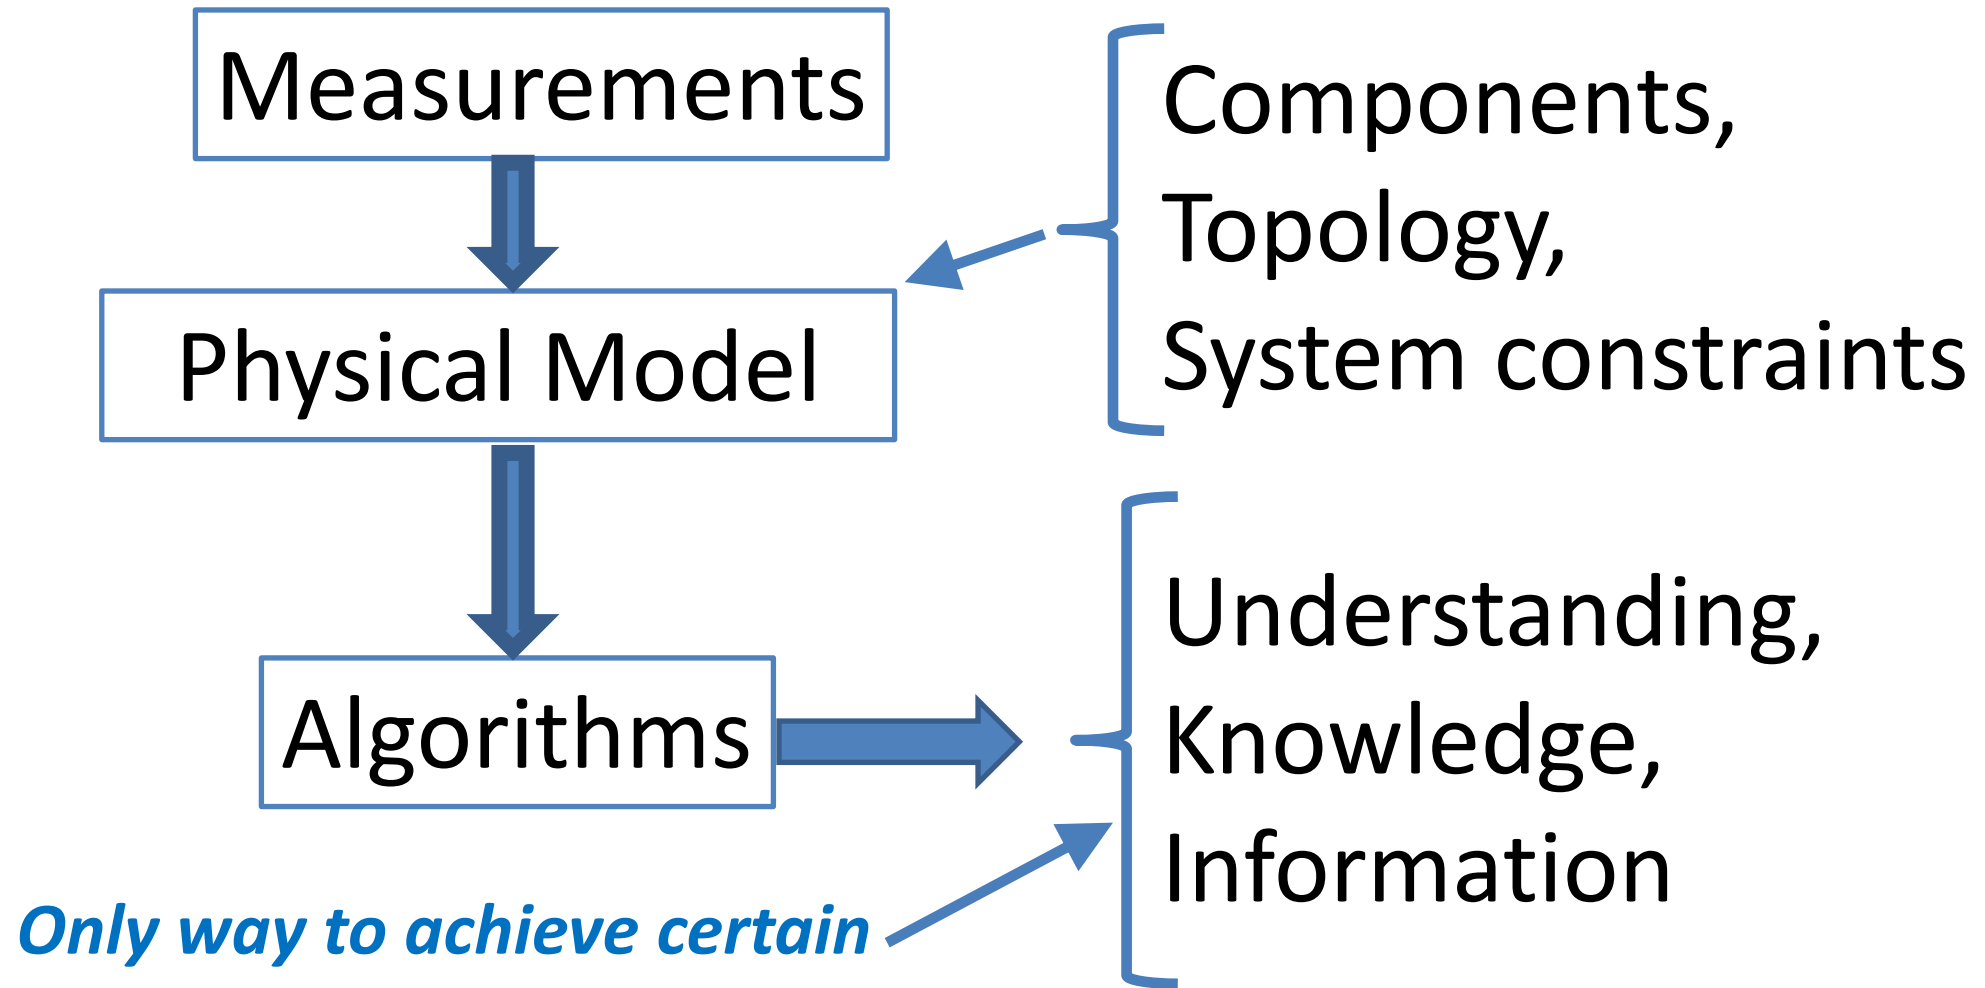 Measurements
Components,
Topology,
System constraints
Physical Model
Algorithms
Understanding,
Knowledge,
Information
Only way to achieve certain